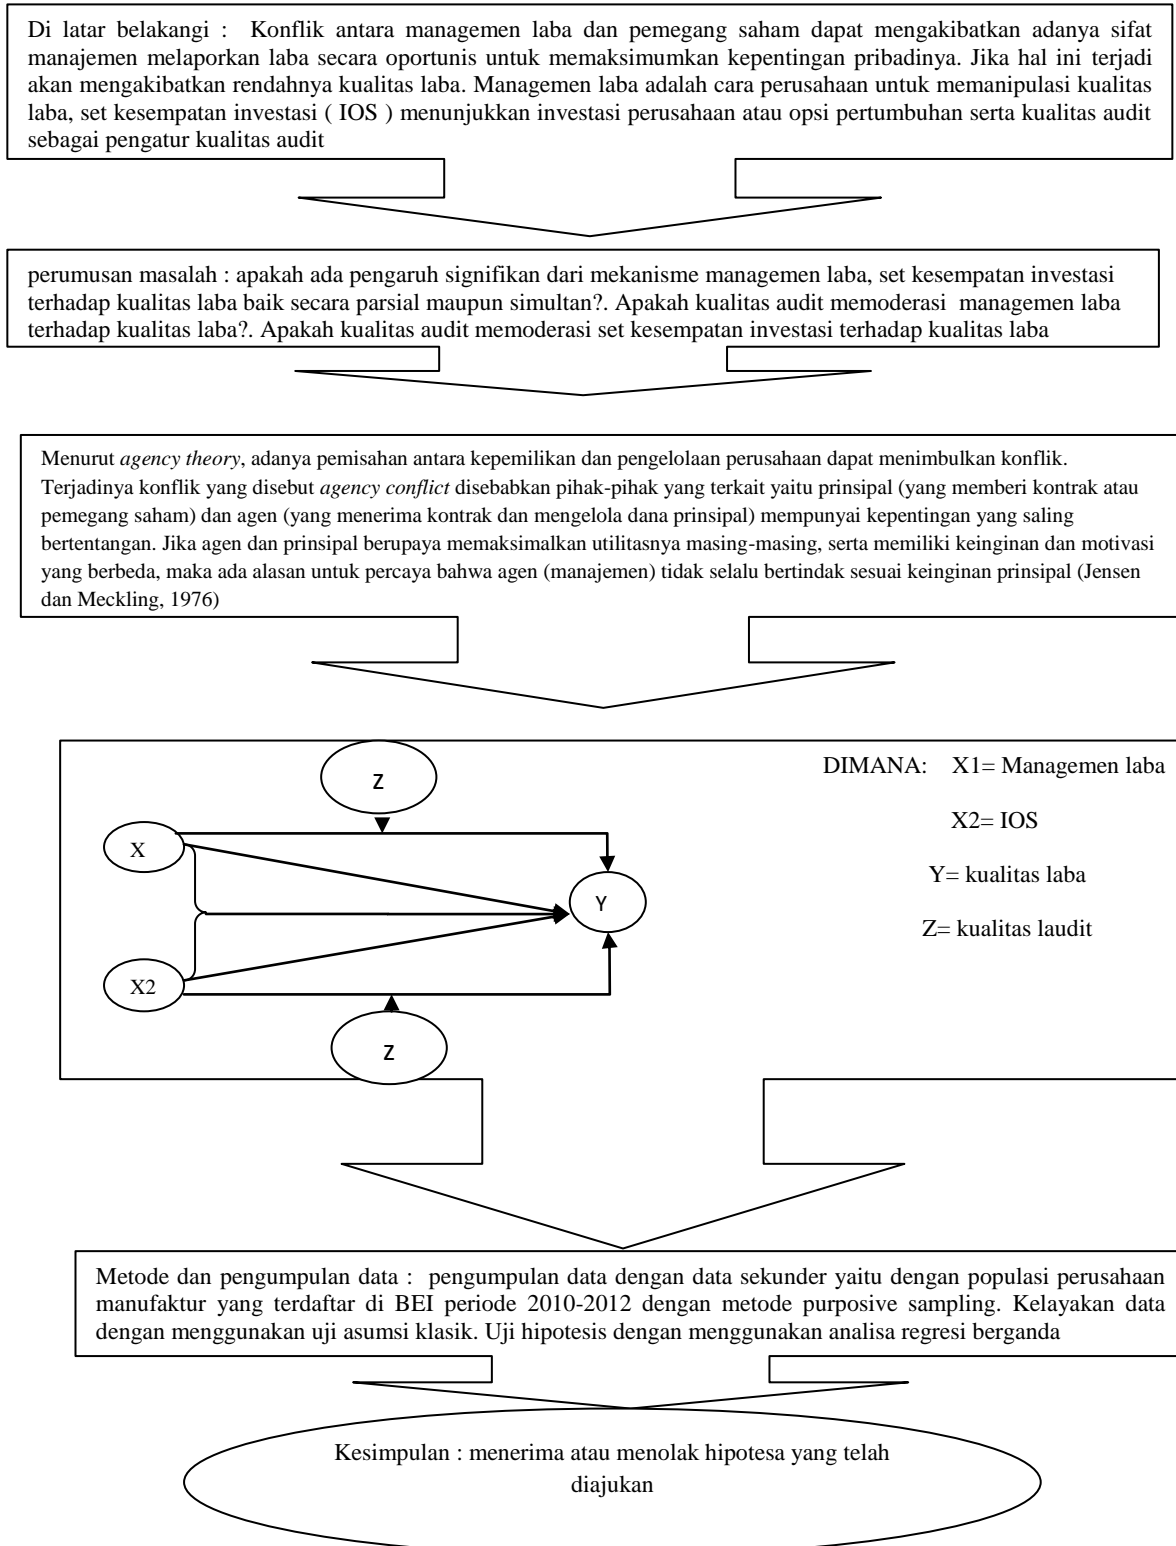 Di latar belakangi : Konflik antara managemen laba dan pemegang saham dapat mengakibatkan adanya sifat
manajemen melaporkan laba secara oportunis untuk memaksimumkan kepentingan pribadinya. Jika hal ini terjadi
akan mengakibatkan rendahnya kualitas laba. Managemen laba adalah cara perusahaan untuk memanipulasi kualitas
laba, set kesempatan investasi ( IOS ) menunjukkan investasi perusahaan atau opsi pertumbuhan serta kualitas audit
sebagai pengatur kualitas audit
perumusan masalah : apakah ada pengaruh signifikan dari mekanisme managemen laba, set kesempatan investasi
terhadap kualitas laba baik secara parsial maupun simultan?. Apakah kualitas audit memoderasi managemen laba
terhadap kualitas laba?. Apakah kualitas audit memoderasi set kesempatan investasi terhadap kualitas laba
Menurut agency theory, adanya pemisahan antara kepemilikan dan pengelolaan perusahaan dapat menimbulkan konflik.
Terjadinya konflik yang disebut agency conflict disebabkan pihak-pihak yang terkait yaitu prinsipal (yang memberi kontrak atau
pemegang saham) dan agen (yang menerima kontrak dan mengelola dana prinsipal) mempunyai kepentingan yang saling
bertentangan. Jika agen dan prinsipal berupaya memaksimalkan utilitasnya masing-masing, serta memiliki keinginan dan motivasi
yang berbeda, maka ada alasan untuk percaya bahwa agen (manajemen) tidak selalu bertindak sesuai keinginan prinsipal (Jensen
dan Meckling, 1976)
Z
X
Y
X2
Z
DIMANA: X1= Managemen laba
X2= IOS
Y= kualitas laba
Z= kualitas laudit
Metode dan pengumpulan data : pengumpulan data dengan data sekunder yaitu dengan populasi perusahaan
manufaktur yang terdaftar di BEI periode 2010-2012 dengan metode purposive sampling. Kelayakan data
dengan menggunakan uji asumsi klasik. Uji hipotesis dengan menggunakan analisa regresi berganda
Kesimpulan : menerima atau menolak hipotesa yang telah
diajukan